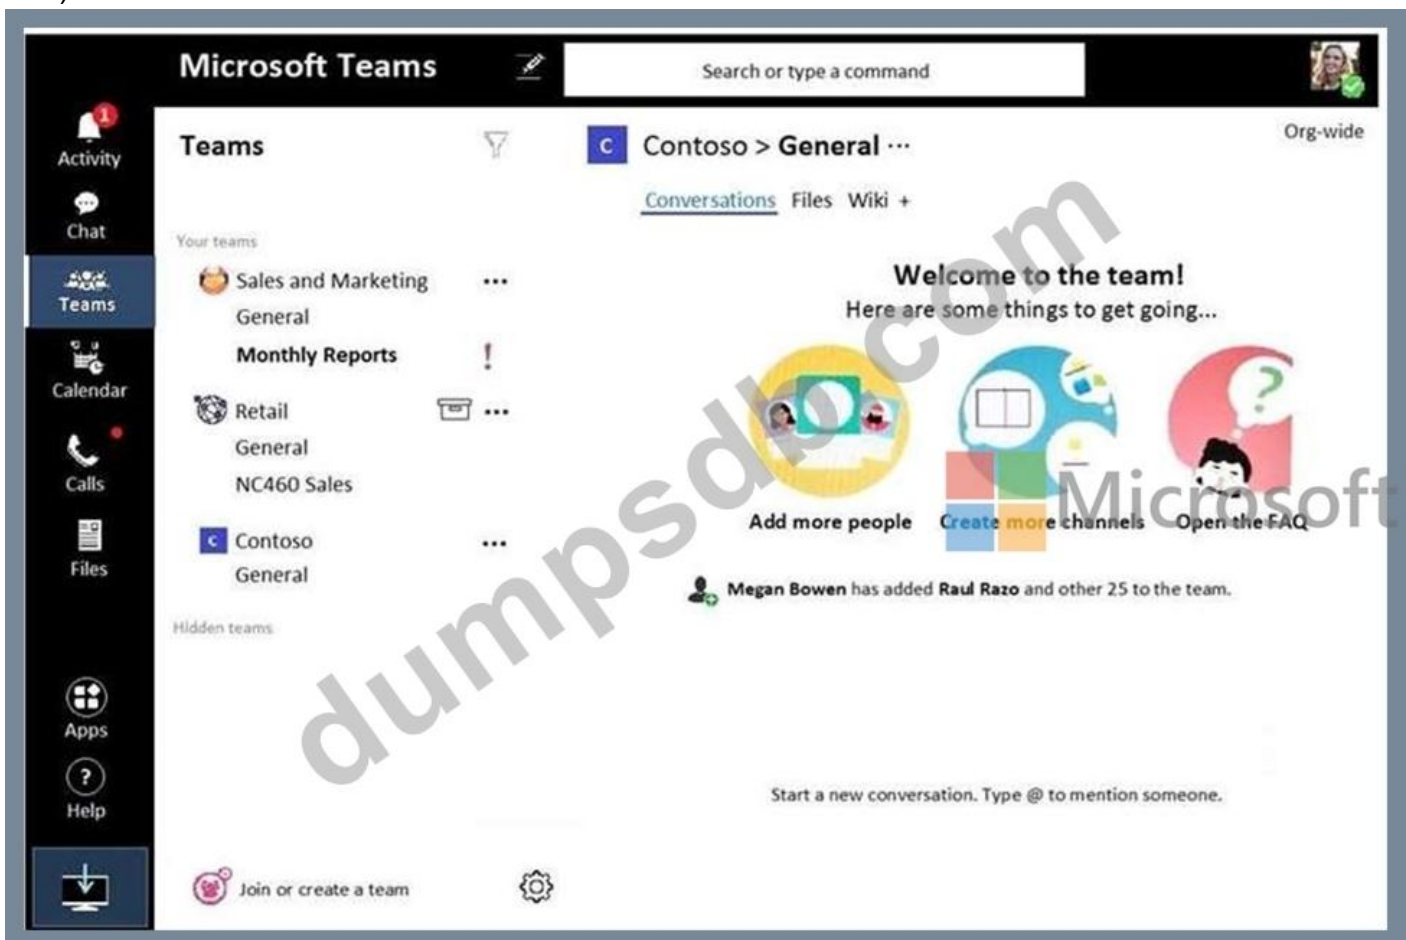 Microsoft Teams
Search or type a command
1
Activity
Chat
Teams
Calendar
Calls
Files
Apps
Help
Teams
Your teams
Sales and Marketing ...
General
Monthly Reports !
Retail ...
General
NC460 Sales
C Contoso ...
General
Hidden teams
Join or create a team
C Contoso > General ...
Org-wide
Conversations Files Wiki +
Welcome to the team!
Here are some things to get going...
?
Add more people Create more channels Open the FAQ
Megan Bowen has added Raul Razo and other 25 to the team.
Start a new conversation. Type @ to mention someone.
Microsoft
dumpsdb.com